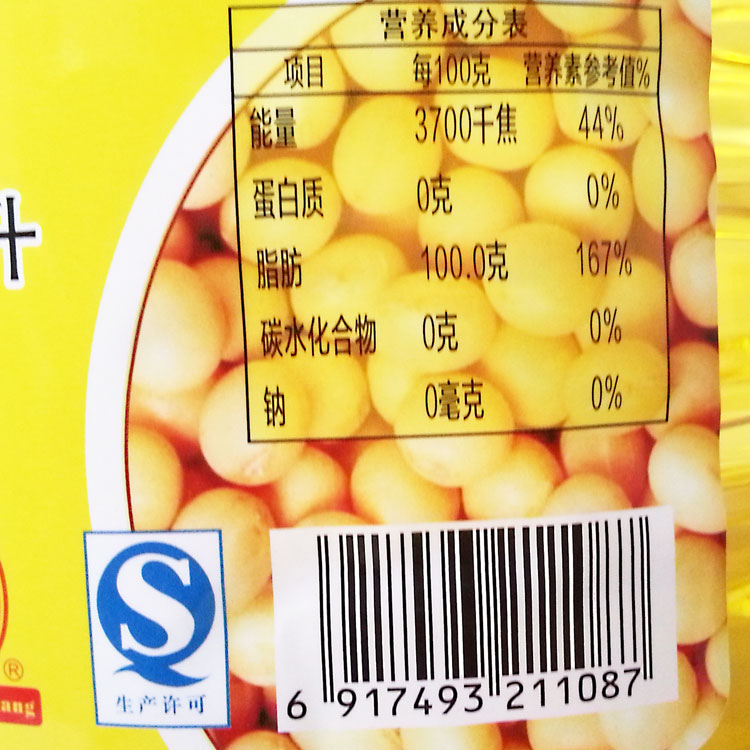 营养成分表
项目 每100克 营养素参考值%
能量 3700千焦 44%
蛋白质 0克 0%
脂肪 100.0克 167%
碳水化合物 0克 0%
钠 0毫克 0%
®
ang
S
生产许可
6 917493 211087